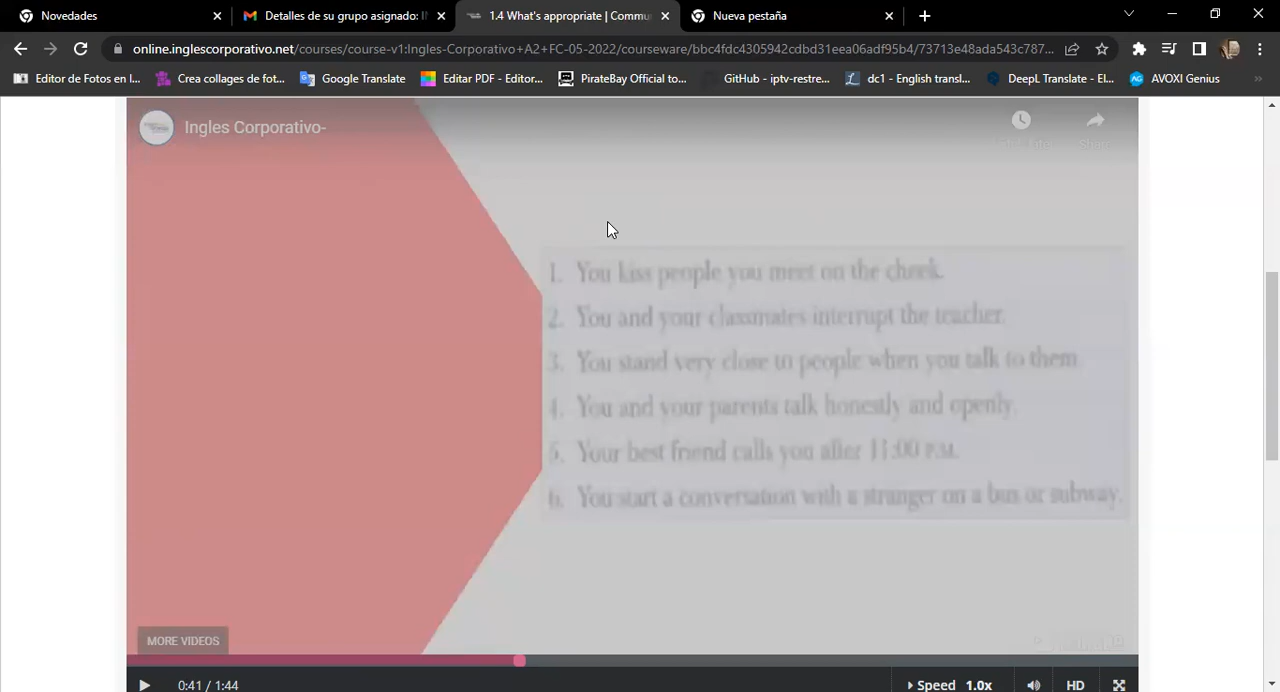 Novedades
Detalles de su grupo asignado: I
1.4 What's appropriate | Commu
Nueva pestaña
online.inglescorporativo.net/courses/course-v1:Ingles-Corporativo+A2+FC-05-2022/courseware/bbc4fdc4305942cdbd31eea06adf95b4/73713e48ada543c787...
Editor de Fotos en l...
Crea collages de fot...
Google Translate
Editar PDF - Editor...
PirateBay Official to...
GitHub - iptv-restre...
dc1 - English transl...
DeepL Translate - El...
AVOXI Genius
Ingles Corporativo-
Share
1. You kiss people you meet on the cheek.
2. You and your classmates interrupt the teacher.
3. You stand very close to people when you talk to them.
4. You and your parents talk honestly and openly.
5. Your best friend calls you after 11:00 P.M.
6. You start a conversation with a stranger on a bus or subway.
MORE VIDEOS
0:41 / 1:44
Speed 1.0x
HD